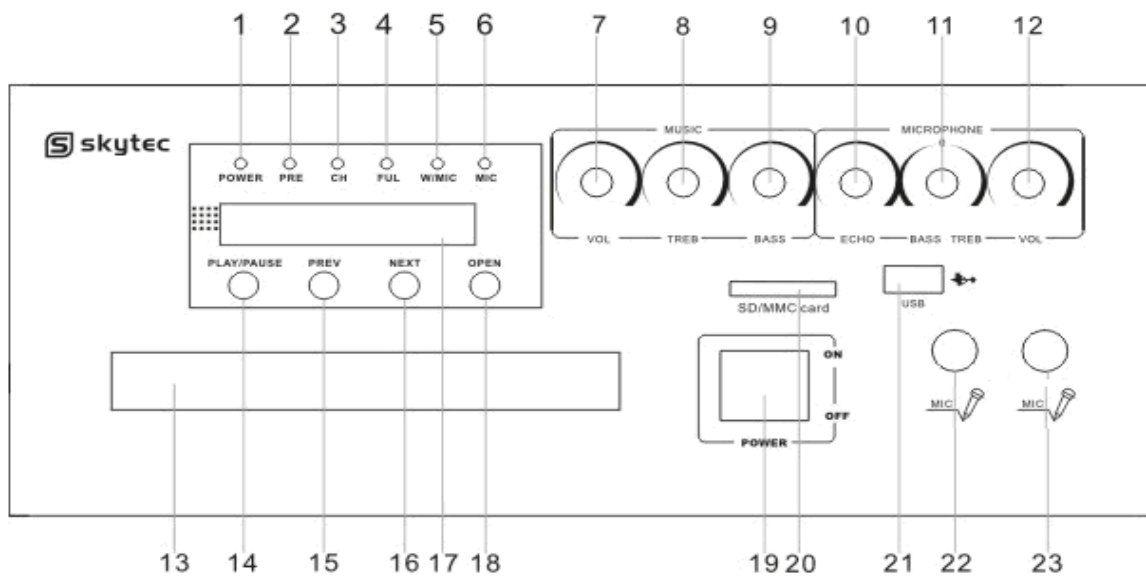 1 2 3 4 5 6 7 8 9 10 11 12
skytec
MUSIC MICROPHONE
0
POWER PRE CH FUL W/MIC MIC
VOL TREB BASS ECHO BASS TREB VOL
PLAY/PAUSE PREV NEXT OPEN
SD/MMC card
USB
ON
OFF
POWER
MIC MIC
13 14 15 16 17 18 19 20 21 22 23